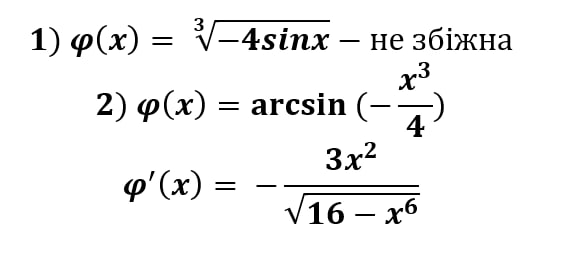 1) φ(x) = ∛(−4sinx) – не збіжна
2) φ(x) = arcsin (−x³/4)
φ′(x) = −3x²/√(16 − x⁶)